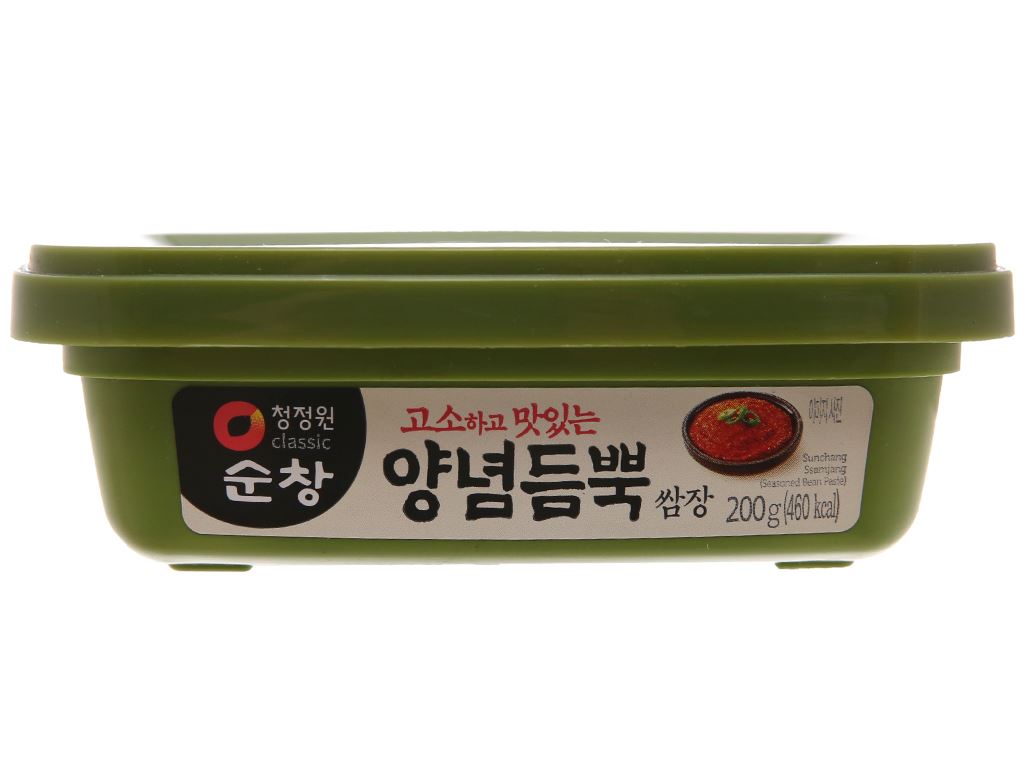 청정원
classic
순창
고소하고 맛있는
양념듬뿍
쌈장
이미지 사진
Sunchang
Ssamjang
(Seasoned Bean Paste)
200g (460 kcal)